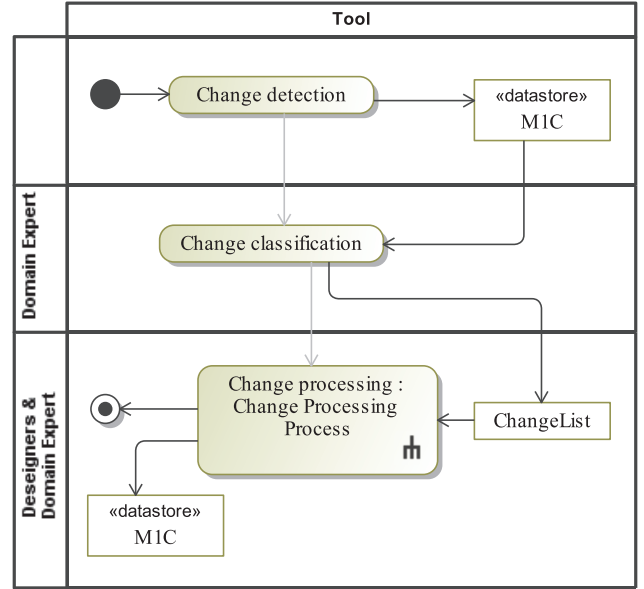 Tool
Change detection
«datastore»
M1C
Domain Expert
Change classification
Deseigners &
Domain Expert
Change processing :
Change Processing
Process
ChangeList
«datastore»
M1C